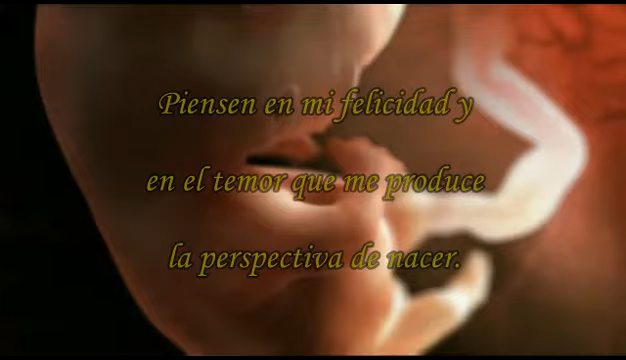 Piensen en mi felicidad y
en el temor que me produce
la perspectiva de nacer.